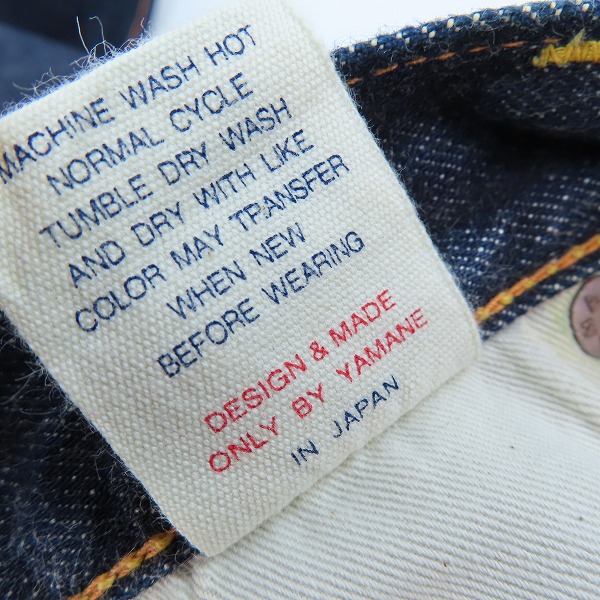 MACHINE WASH HOT
NORMAL CYCLE
TUMBLE DRY WASH
AND DRY WITH LIKE
COLOR MAY TRANSFER
WHEN NEW
BEFORE WEARING
DESIGN & MADE
ONLY BY YAMANE
IN JAPAN